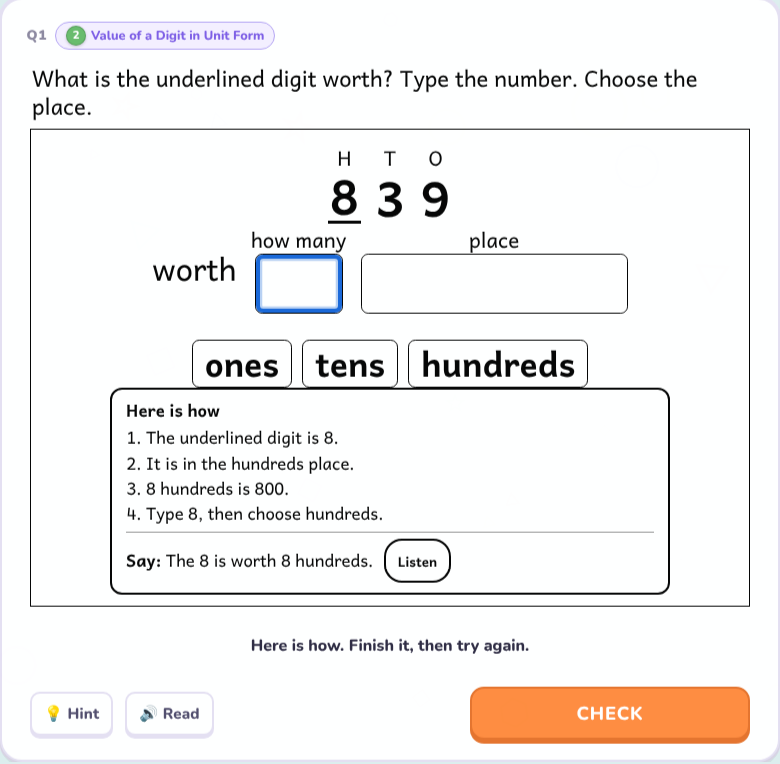 Q1 2 Value of a Digit in Unit Form
What is the underlined digit worth? Type the number. Choose the
place.
H T O
8 3 9
how many place
worth
ones tens hundreds
Here is how
1. The underlined digit is 8.
2. It is in the hundreds place.
3. 8 hundreds is 800.
4. Type 8, then choose hundreds.
Say: The 8 is worth 8 hundreds. Listen
Here is how. Finish it, then try again.
Hint Read CHECK